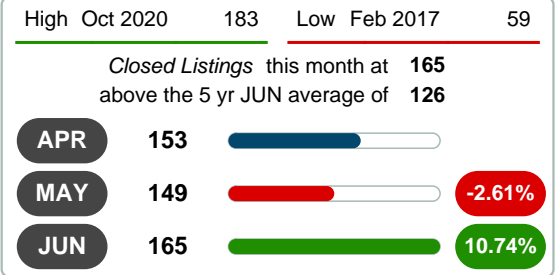 High Oct 2020 183 Low Feb 2017 59
Closed Listings this month at 165
above the 5 yr JUN average of 126
APR 153
MAY 149 -2.61%
JUN 165 10.74%